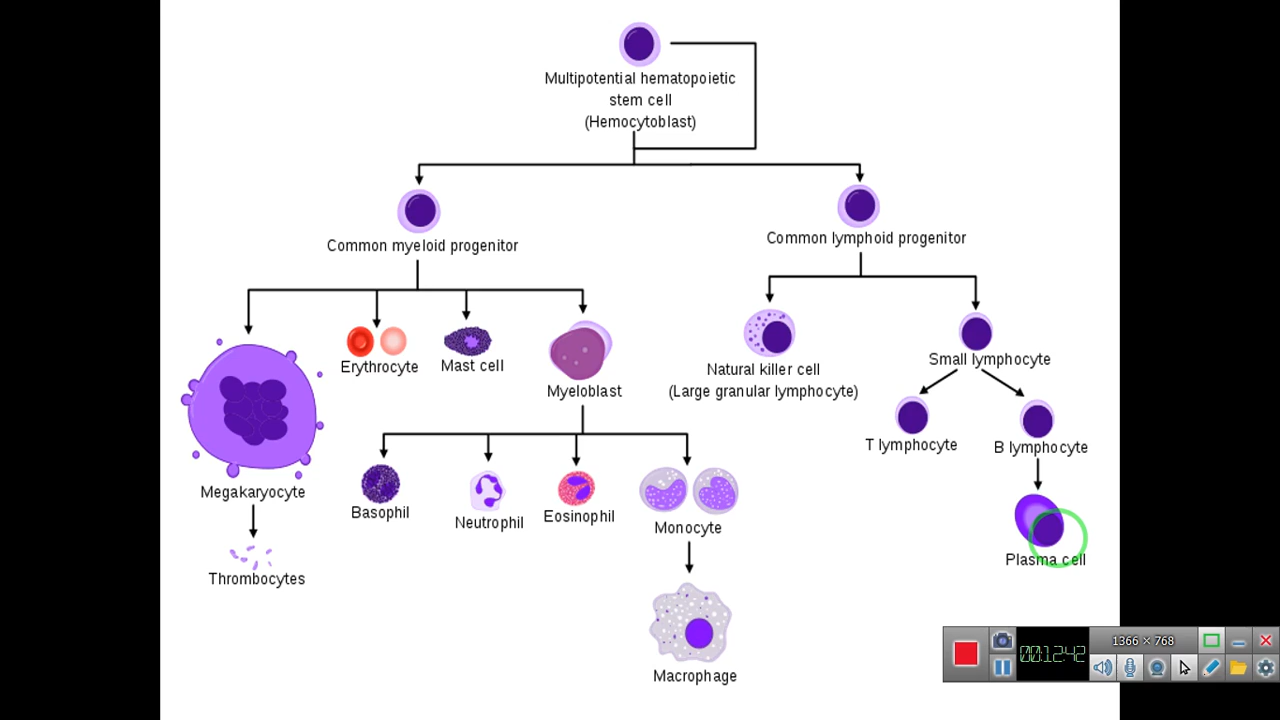 Multipotential hematopoietic
stem cell
(Hemocytoblast)
Common myeloid progenitor
Common lymphoid progenitor
Erythrocyte
Mast cell
Myeloblast
Natural killer cell
(Large granular lymphocyte)
Small lymphocyte
T lymphocyte
B lymphocyte
Megakaryocyte
Basophil
Neutrophil
Eosinophil
Monocyte
Plasma cell
Thrombocytes
Macrophage
1366 × 768
00:12:42